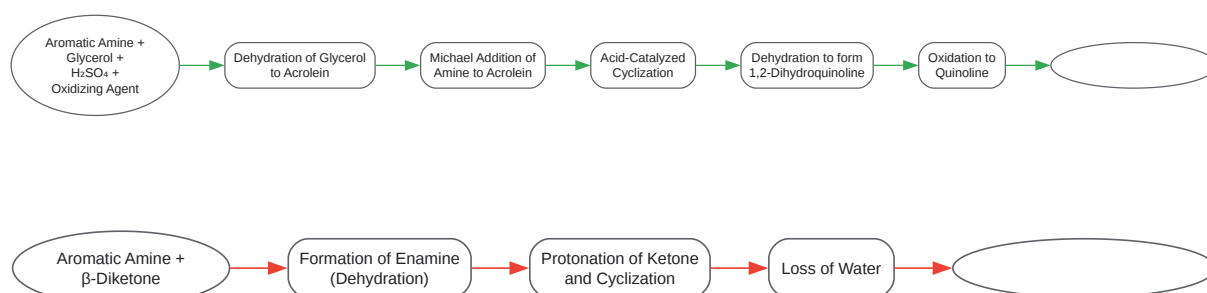 Aromatic Amine +
Glycerol +
H₂SO₄ +
Oxidizing Agent
Dehydration of Glycerol
to Acrolein
Michael Addition of
Amine to Acrolein
Acid-Catalyzed
Cyclization
Dehydration to form
1,2-Dihydroquinoline
Oxidation to
Quinoline
Aromatic Amine +
β-Diketone
Formation of Enamine
(Dehydration)
Protonation of Ketone
and Cyclization
Loss of Water